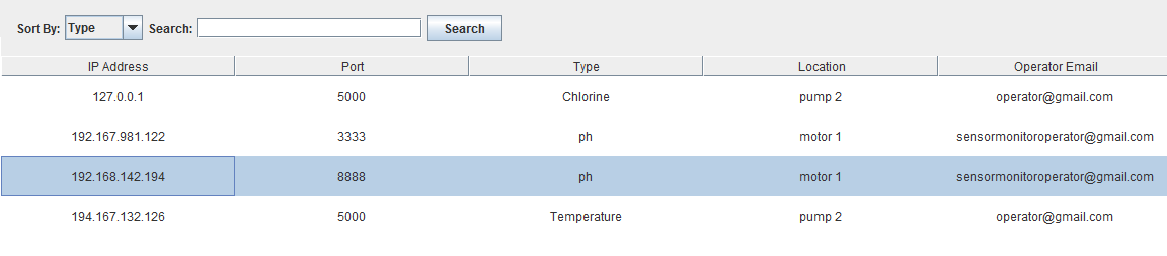 Sort By: Type Search: Search
IP Address Port Type Location Operator Email
127.0.0.1 5000 Chlorine pump 2 operator@gmail.com
192.167.981.122 3333 ph motor 1 sensormonitoroperator@gmail.com
192.168.142.194 8888 ph motor 1 sensormonitoroperator@gmail.com
194.167.132.126 5000 Temperature pump 2 operator@gmail.com